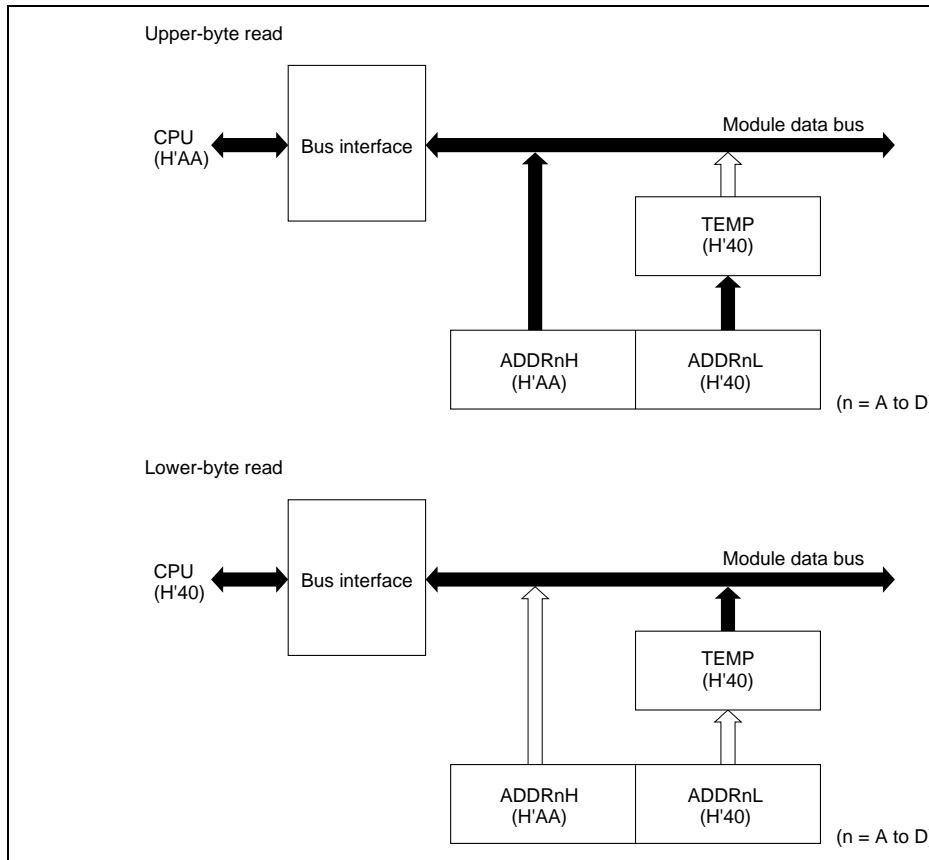 Upper-byte read
CPU
(H'AA)
Bus interface
Module data bus
TEMP
(H'40)
ADDRnH
(H'AA)
ADDRnL
(H'40)
(n = A to D)
Lower-byte read
CPU
(H'40)
Bus interface
Module data bus
TEMP
(H'40)
ADDRnH
(H'AA)
ADDRnL
(H'40)
(n = A to D)